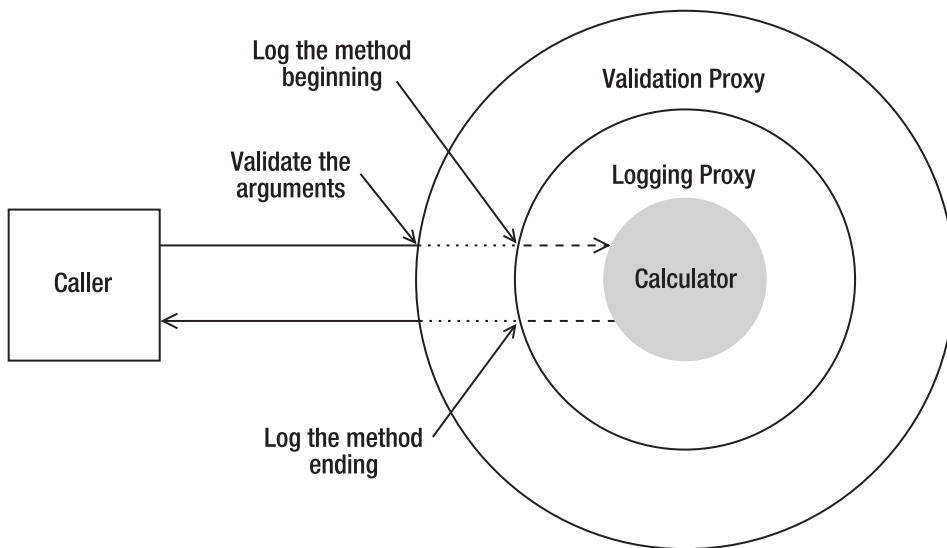 Log the method
beginning
Validation Proxy
Validate the
arguments
Logging Proxy
Caller
Calculator
Log the method
ending